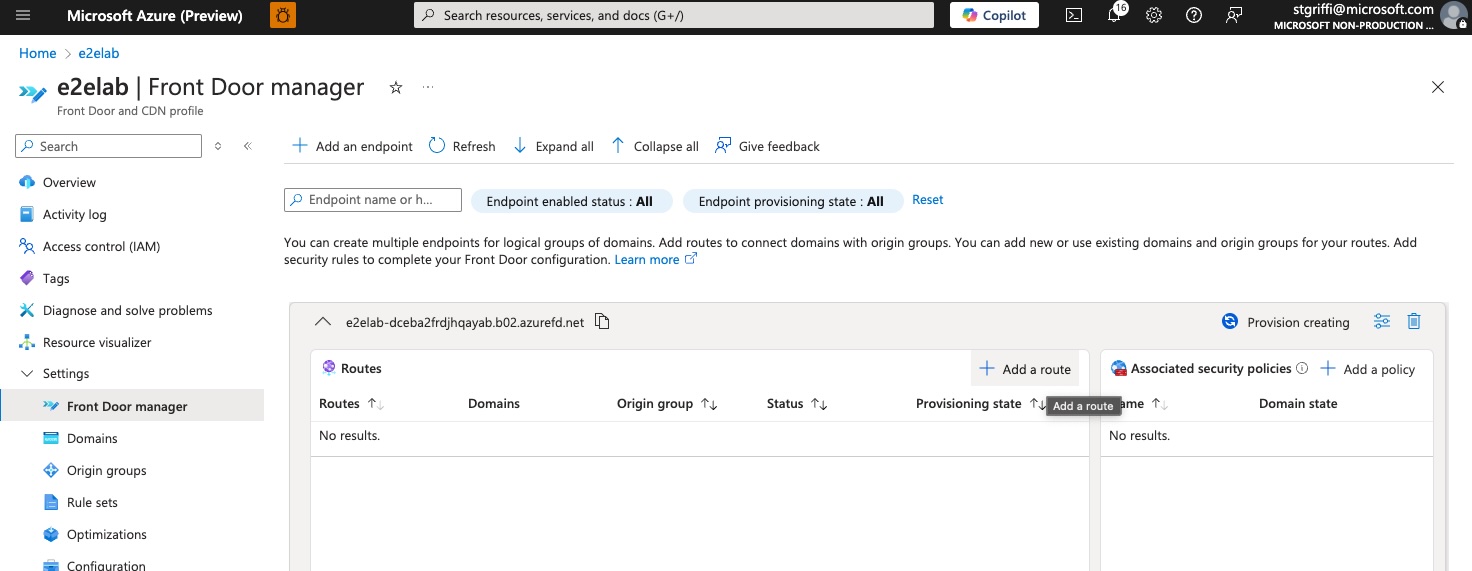 Microsoft Azure (Preview)
Search resources, services, and docs (G+/)
Copilot
16
stgriffi@microsoft.com
MICROSOFT NON-PRODUCTION ...
Home > e2elab
e2elab | Front Door manager
Front Door and CDN profile
Search
Add an endpoint
Refresh
Expand all
Collapse all
Give feedback
Overview
Activity log
Access control (IAM)
Tags
Diagnose and solve problems
Resource visualizer
Settings
Front Door manager
Domains
Origin groups
Rule sets
Optimizations
Configuration
Endpoint name or h...
Endpoint enabled status : All
Endpoint provisioning state : All
Reset
You can create multiple endpoints for logical groups of domains. Add routes to connect domains with origin groups. You can add new or use existing domains and origin groups for your routes. Add
security rules to complete your Front Door configuration. Learn more
e2elab-dceba2frdjhqayab.b02.azurefd.net
Provision creating
Routes
Add a route
Routes
Domains
Origin group
Status
Provisioning state
Add a route
No results.
Associated security policies
Add a policy
ame
Domain state
No results.